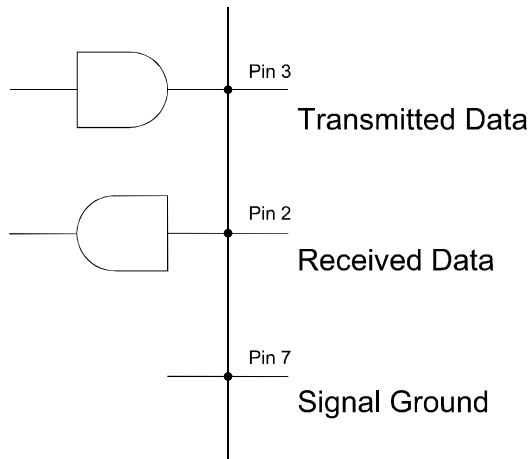 Pin 3
Transmitted Data
Pin 2
Received Data
Pin 7
Signal Ground